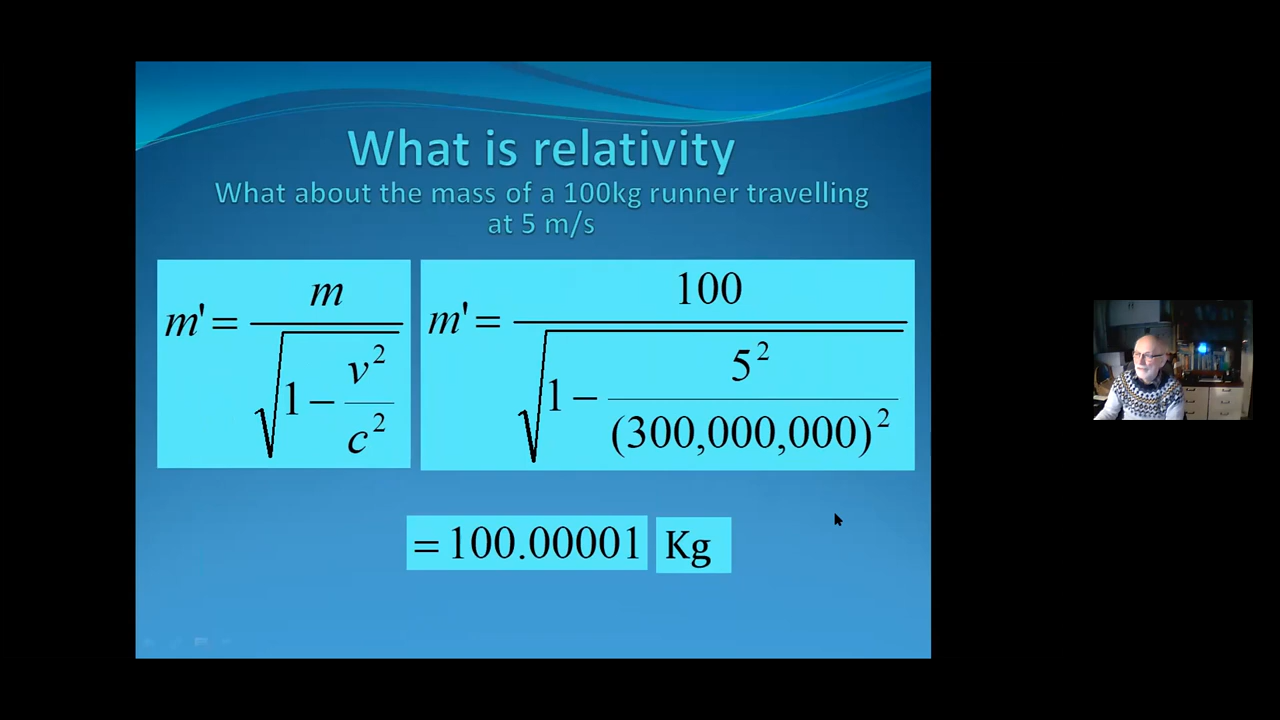 What is relativity
What about the mass of a 100kg runner travelling
at 5 m/s
m' = m / √(1 − v² / c²)
m' = 100 / √(1 − 5² / (300,000,000)²)
= 100.00001 Kg